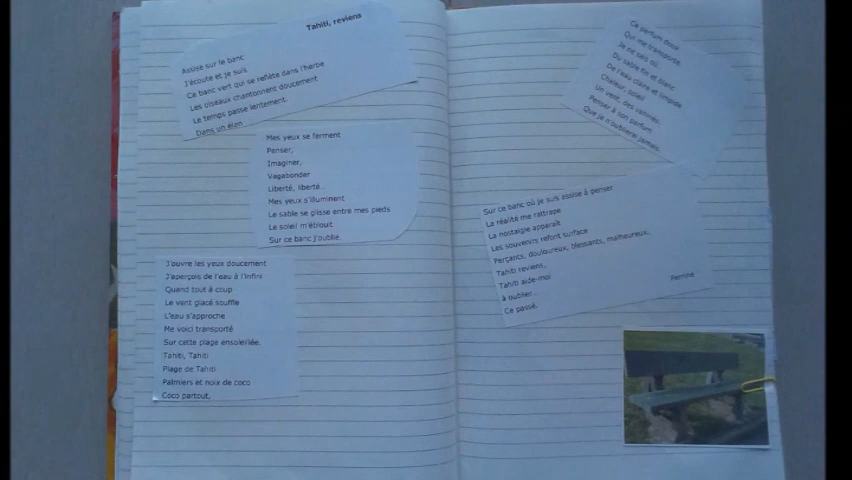 Tahiti, reviens
Assise sur le banc
J'écoute et je suis
Ce banc vert qui se reflète dans l'herbe
Les oiseaux chantonnent doucement
Le temps passe lentement.
Dans un élan
Mes yeux se ferment
Penser,
Imaginer,
Vagabonder
Liberté, liberté..
Mes yeux s'illuminent
Le sable se glisse entre mes pieds
Le soleil m'éblouit
Sur ce banc j'oublie.
J'ouvre les yeux doucement
J'aperçois de l'eau à l'infini
Quand tout à coup
Le vent glacé souffle
L'eau s'approche
Me voici transporté
Sur cette plage ensoleillée.
Tahiti, Tahiti
Plage de Tahiti
Palmiers et noix de coco
Coco partout,
Ce parfum doux
Qui me transporte,
Je ne sais où.
Du sable fin et blanc
De l'eau claire et limpide
Chaleur, soleil
Un voile, des vanilles,
Penser à son parfum
Que je n'oublierai jamais.
Sur ce banc où je suis assise à penser
La réalité me rattrape
La nostalgie apparaît
Les souvenirs refont surface
Perçants, douloureux, blessants, malheureux,
Tahiti reviens,
Tahiti aide-moi
à oublier..
Ce passé.
Perrine